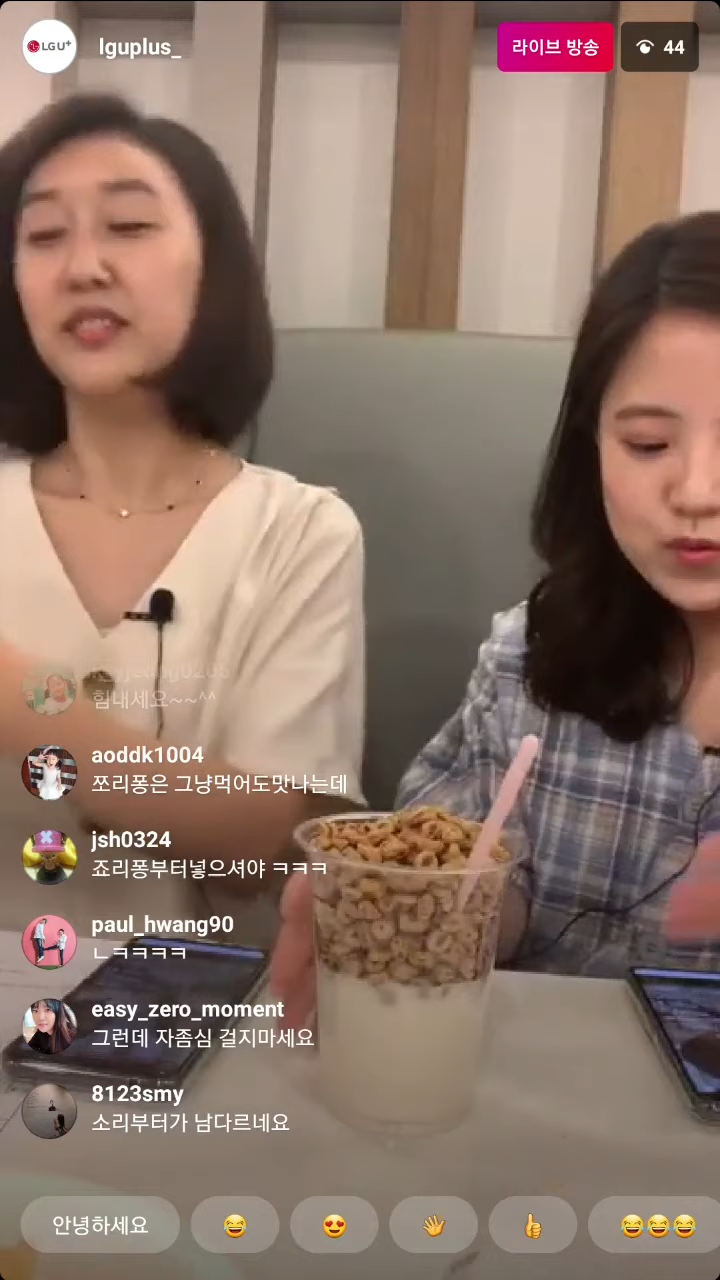 LG U+
lguplus_
라이브 방송
44
힘내세요~~^^
aoddk1004
쪼리퐁은 그냥먹어도맛나는데
jsh0324
죠리퐁부터넣으셔야 ㅋㅋㅋ
paul_hwang90
ㄴㅋㅋㅋㅋ
easy_zero_moment
그런데 자좀심 걸지마세요
8123smy
소리부터가 남다르네요
안녕하세요